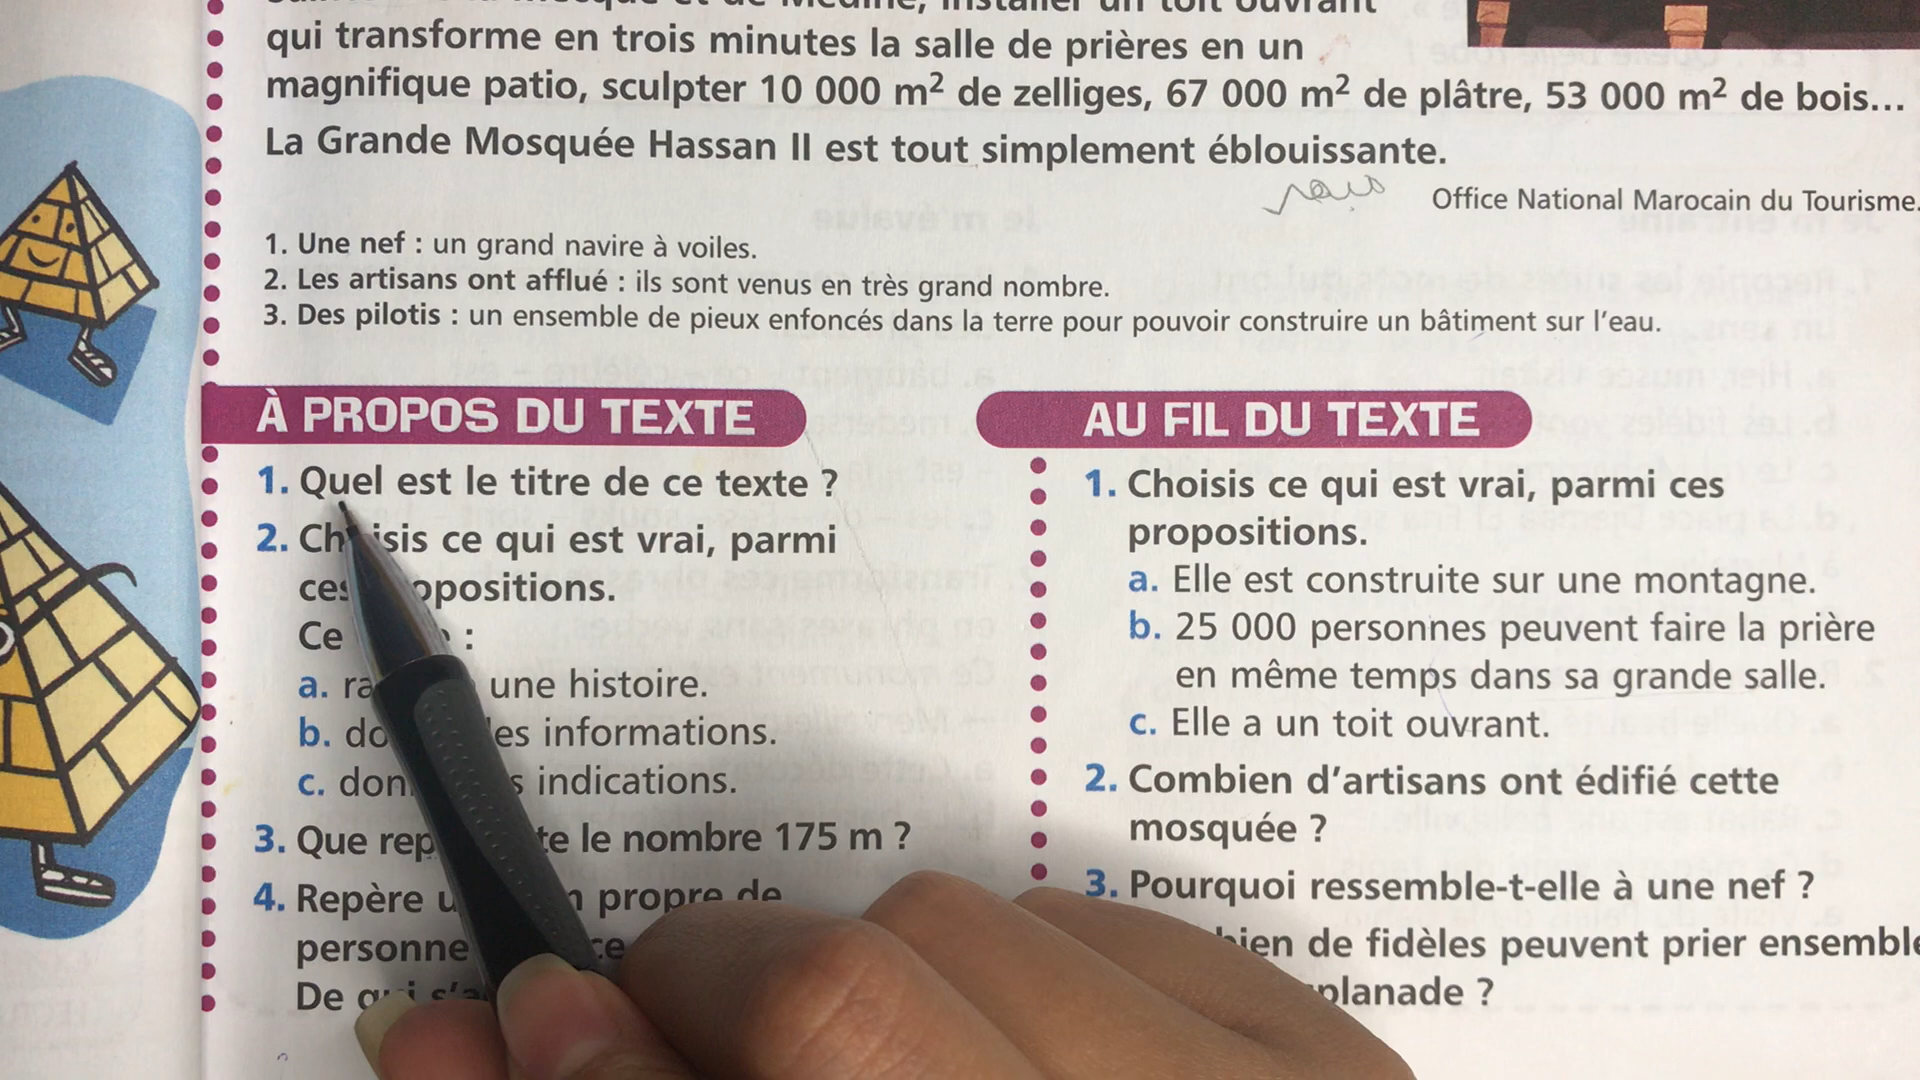 qui transforme en trois minutes la salle de prières en un
magnifique patio, sculpter 10 000 m² de zelliges, 67 000 m² de plâtre, 53 000 m² de bois...
La Grande Mosquée Hassan II est tout simplement éblouissante.
Office National Marocain du Tourisme.
1. Une nef : un grand navire à voiles.
2. Les artisans ont afflué : ils sont venus en très grand nombre.
3. Des pilotis : un ensemble de pieux enfoncés dans la terre pour pouvoir construire un bâtiment sur l'eau.
À PROPOS DU TEXTE
1. Quel est le titre de ce texte ?
2. Choisis ce qui est vrai, parmi
ces propositions.
Ce :
a. une histoire.
b. informations.
c. indications.
3. Que le nombre 175 m ?
4. Repère propre de
personne
De qui
AU FIL DU TEXTE
1. Choisis ce qui est vrai, parmi ces
propositions.
a. Elle est construite sur une montagne.
b. 25 000 personnes peuvent faire la prière
en même temps dans sa grande salle.
c. Elle a un toit ouvrant.
2. Combien d'artisans ont édifié cette
mosquée ?
3. Pourquoi ressemble-t-elle à une nef ?
de fidèles peuvent prier ensemble
?